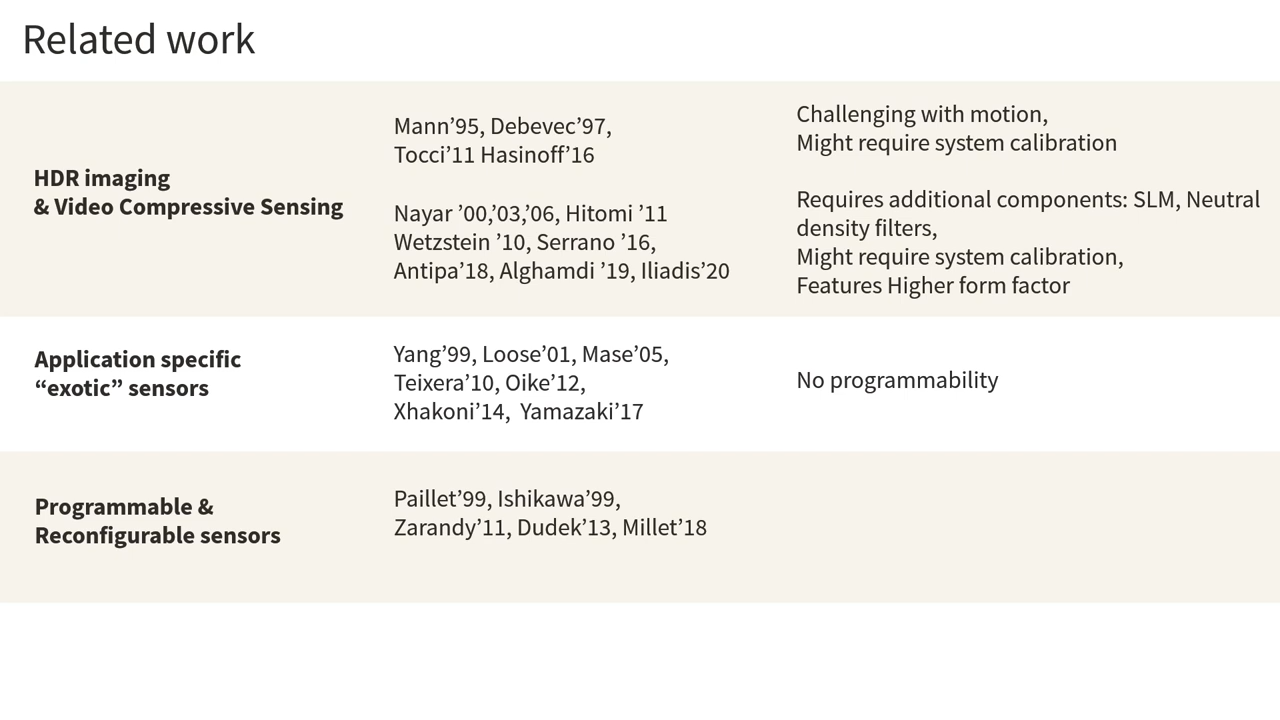 Related work
HDR imaging
& Video Compressive Sensing
Mann’95, Debevec’97,
Tocci’11 Hasinoff’16
Nayar ’00,’03,’06, Hitomi ’11
Wetzstein ’10, Serrano ’16,
Antipa’18, Alghamdi ’19, Iliadis’20
Challenging with motion,
Might require system calibration
Requires additional components: SLM, Neutral
density filters,
Might require system calibration,
Features Higher form factor
Application specific
“exotic” sensors
Yang’99, Loose’01, Mase’05,
Teixera’10, Oike’12,
Xhakoni’14,  Yamazaki’17
No programmability
Programmable &
Reconfigurable sensors
Paillet’99, Ishikawa’99,
Zarandy’11, Dudek’13, Millet’18